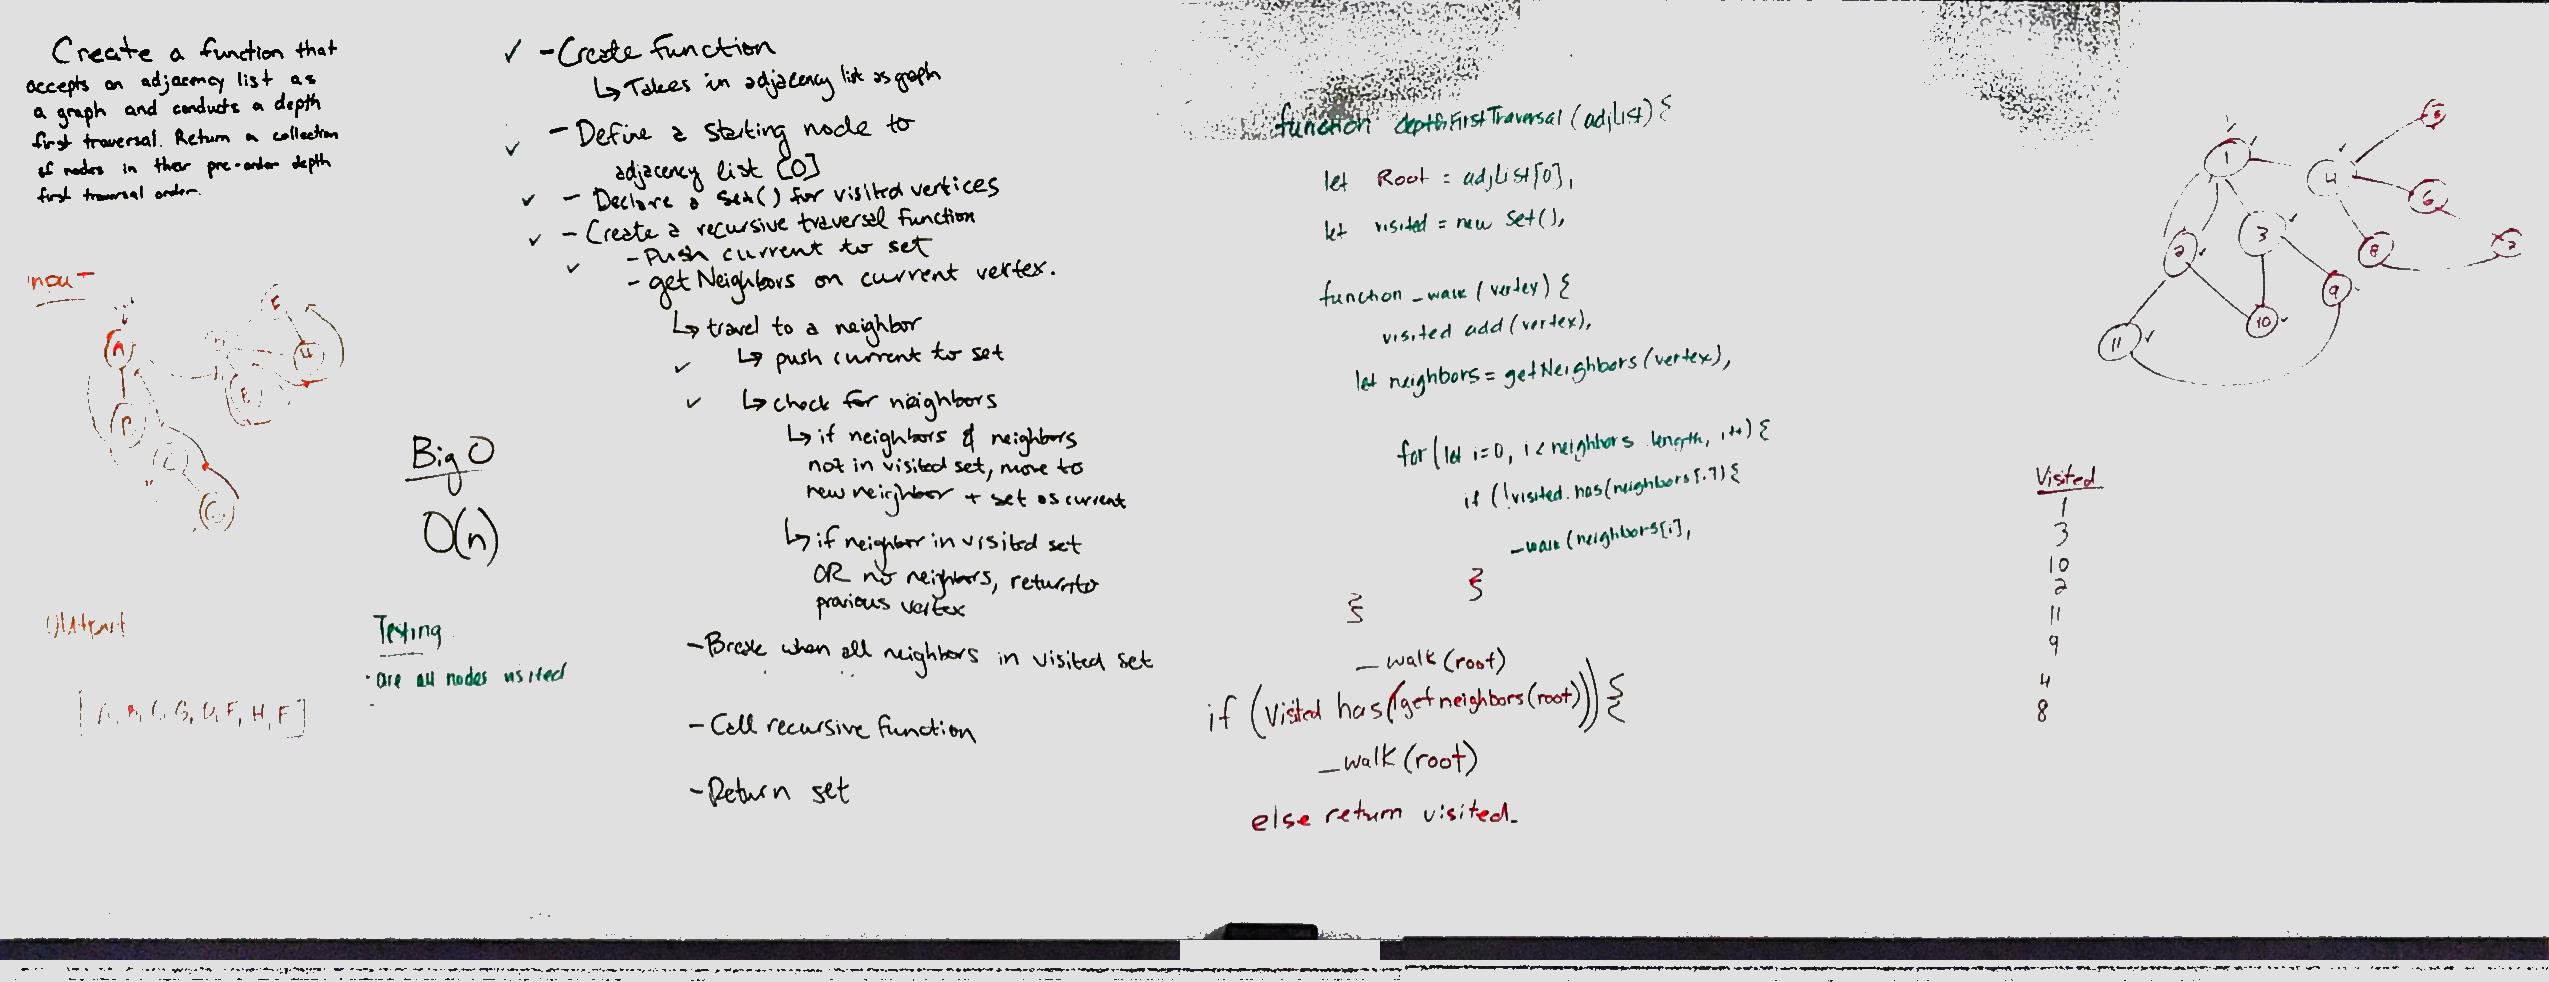 Create a function that
accepts an adjacency list as
a graph and conducts a depth
first traversal. Return a collection
of nodes in their pre-order depth
first traversal order.
Input
A
B
C
G
H
Output
Big O
O(n)
Testing
· are all nodes visited
✓ - Create function
↳ Takes in adjacency list as graph
✓ - Define a starting node to
adjacency list [0]
✓ - Declare a set() for visited vertices
✓ - Create a recursive traversal function
- Push current to set
✓ - get Neighbors on current vertex.
↳ travel to a neighbor
✓ ↳ push current to set
✓ ↳ check for neighbors
↳ if neighbors & neighbors
not in visited set, move to
new neighbor + set as current
↳ if neighbor in visited set
OR no neighbors, return to
previous vertex
- Break when all neighbors in visited set
- Call recursive function
- Return set
function depthFirstTraversal (adjList) {
let Root = adjList[0],
let visited = new Set(),
function _walk (vertex) {
visited add (vertex),
let neighbors = getNeighbors (vertex),
for (let i=0, i < neighbors.length, i++) {
if (!visited.has(neighbors[i]) {
_walk (neighbors[i],
}
}
_walk (root)
if (visited has(getneighbors(root))) {
_walk (root)
else return visited.
1
4
5
6
8
7
2
3
9
10
11
Visited
1
3
10
2
11
9
4
8